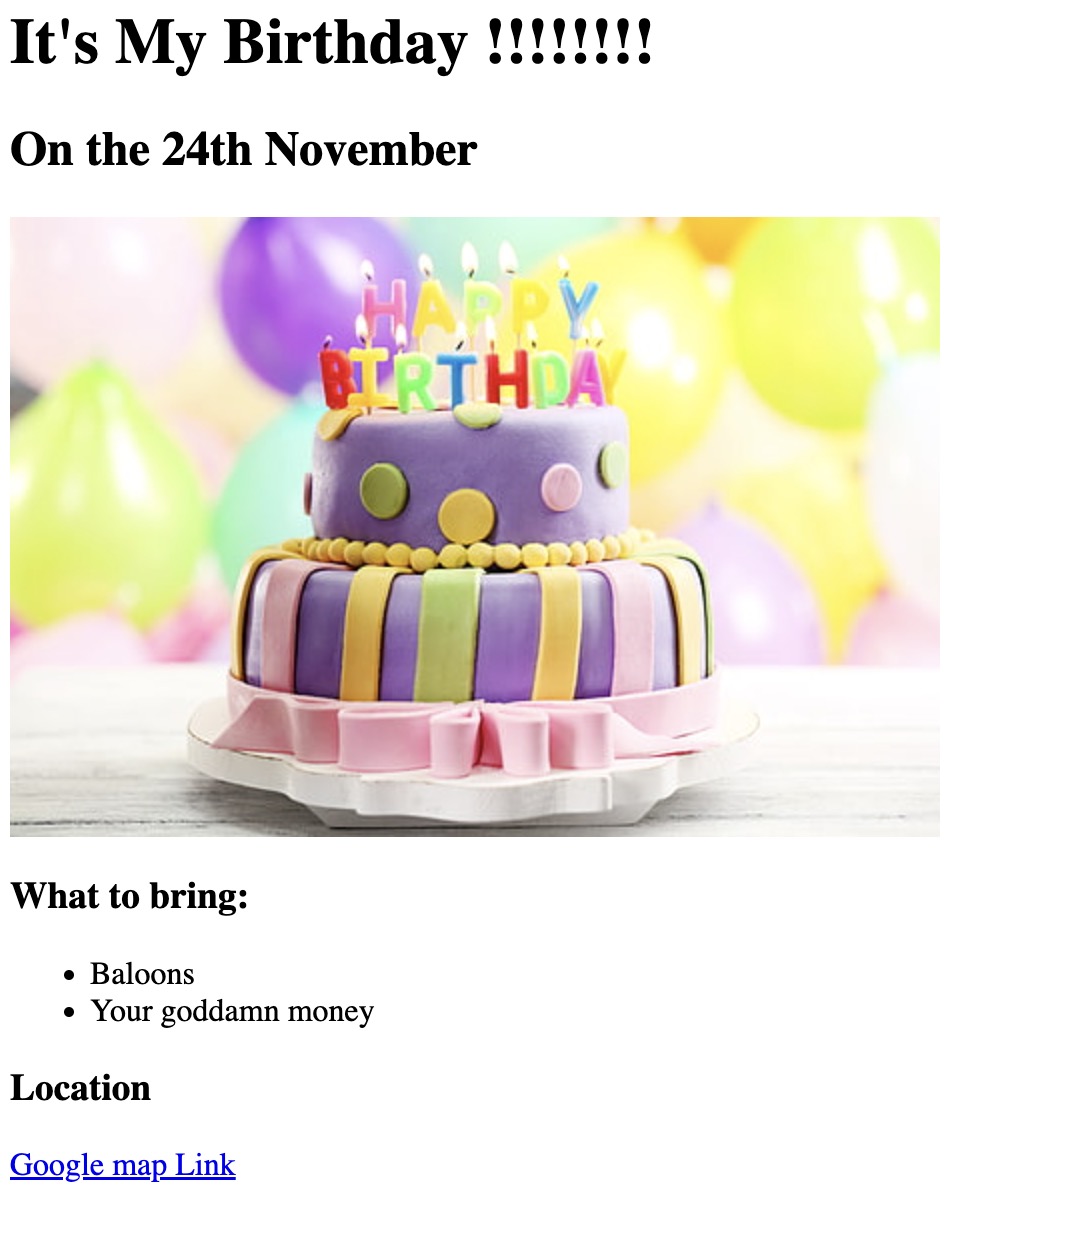 It's My Birthday !!!!!!!!
On the 24th November
HAPPY
BIRTHDAY
What to bring:
Baloons
Your goddamn money
Location
Google map Link